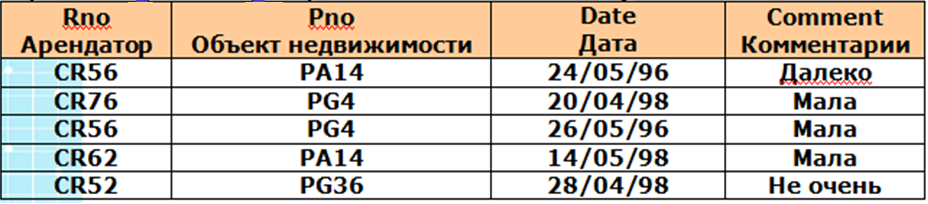 Rno Pno Date Comment
Арендатор Объект недвижимости Дата Комментарии
CR56 PA14 24/05/96 Далеко
CR76 PG4 20/04/98 Мала
CR56 PG4 26/05/96 Мала
CR62 PA14 14/05/98 Мала
CR52 PG36 28/04/98 Не очень